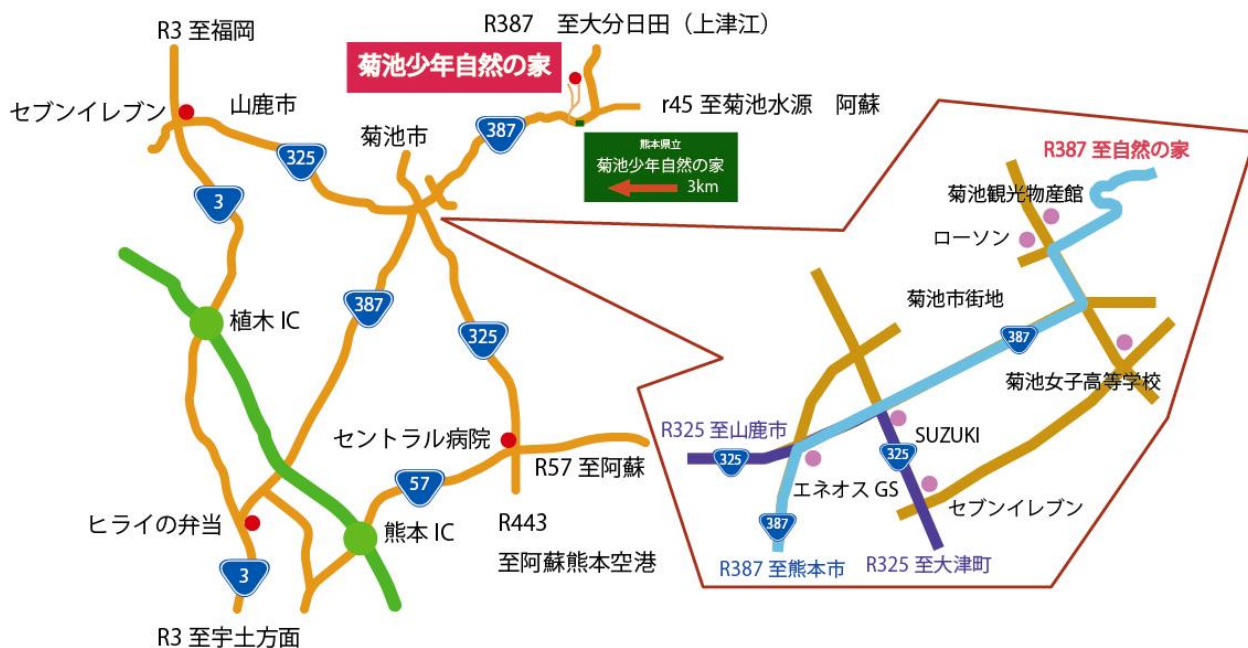 R387　至大分日田（上津江）
R3 至福岡
菊池少年自然の家
セブンイレブン
山鹿市
r45 至菊池水源　阿蘇
菊池市
387
熊本県立
菊池少年自然の家
3km
325
3
植木 IC
387
325
セントラル病院
R57 至阿蘇
57
ヒライの弁当
熊本 IC
R443
至阿蘇熊本空港
3
R3 至宇土方面
R387 至自然の家
菊池観光物産館
ローソン
菊池市街地
387
菊池女子高等学校
R325 至山鹿市
SUZUKI
325
325
エネオス GS
セブンイレブン
387
R387 至熊本市
R325 至大津町